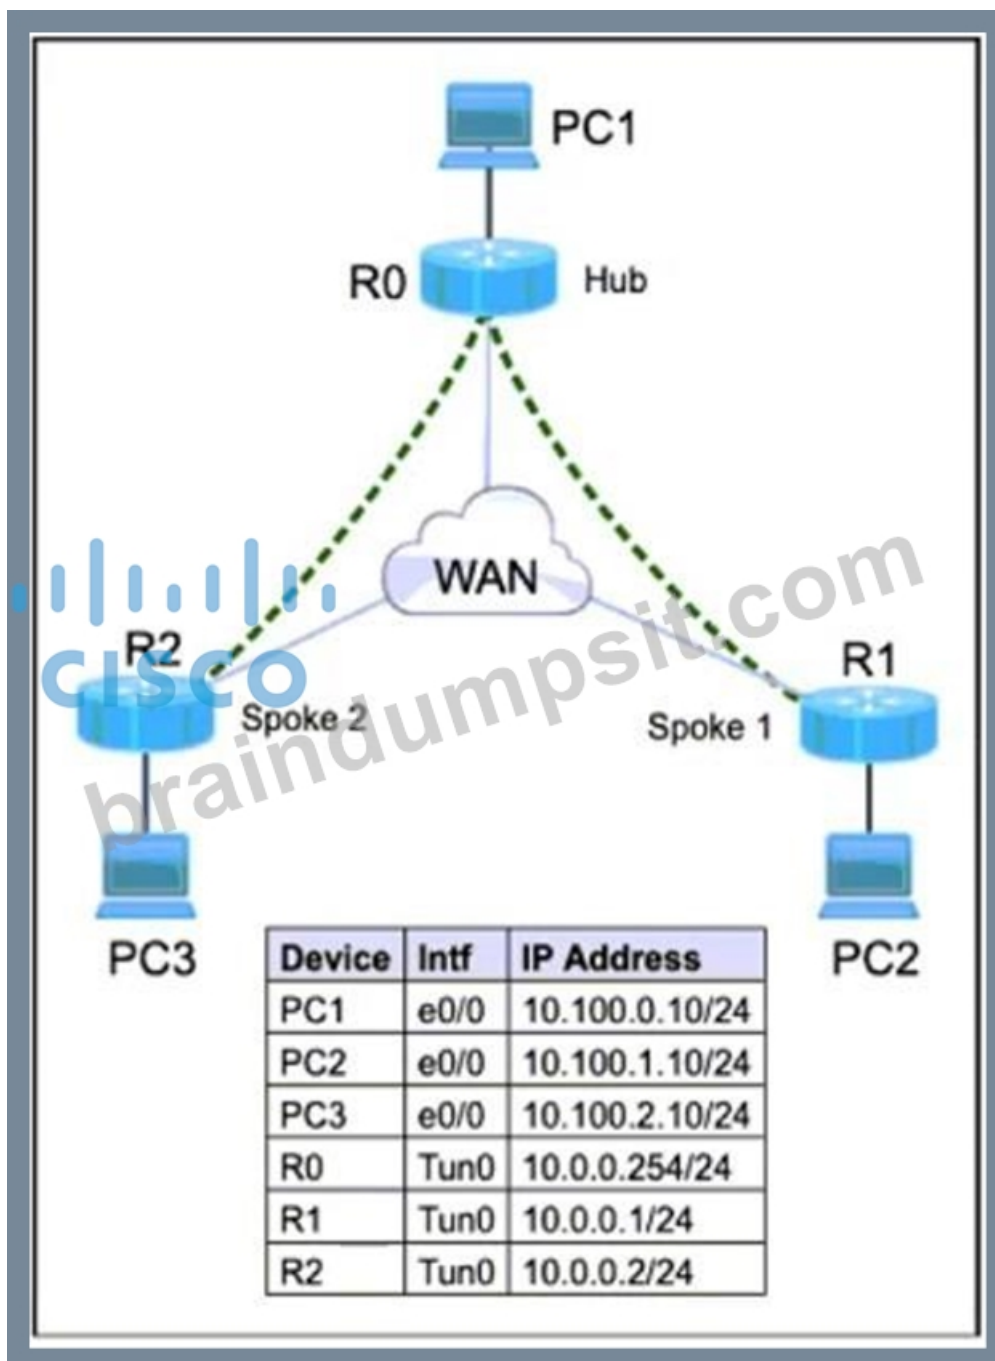 PC1
R0
Hub
WAN
CISCO
R2
Spoke 2
R1
Spoke 1
braindumpsit.com
PC3
PC2
Device Intf IP Address
PC1 e0/0 10.100.0.10/24
PC2 e0/0 10.100.1.10/24
PC3 e0/0 10.100.2.10/24
R0 Tun0 10.0.0.254/24
R1 Tun0 10.0.0.1/24
R2 Tun0 10.0.0.2/24